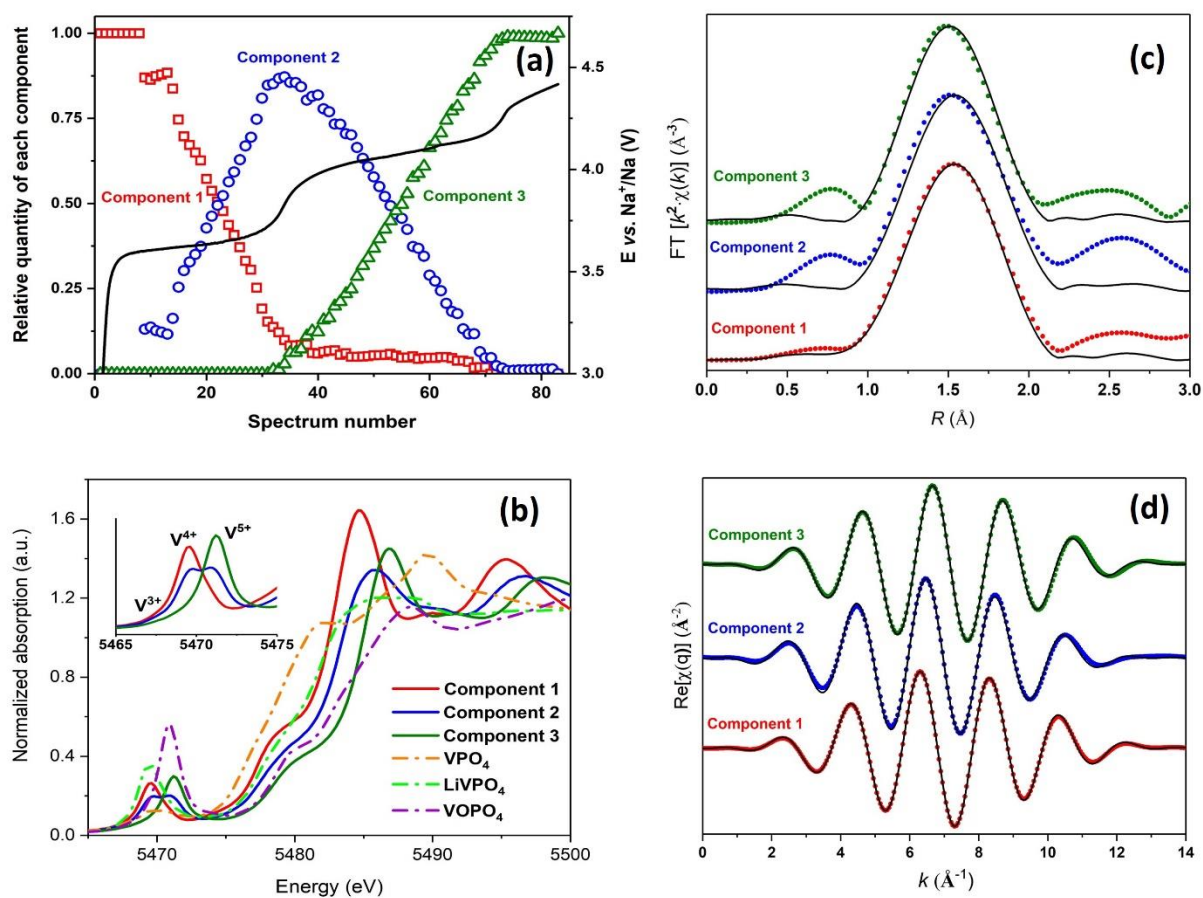 (a)
Relative quantity of each component
1.00
0.75
0.50
0.25
0.00
Component 1
Component 2
Component 3
4.5
4.0
3.5
3.0
E vs. Na⁺/Na (V)
0
20
40
60
80
Spectrum number
(c)
FT [k²·χ(k)] (Å⁻³)
Component 3
Component 2
Component 1
0.0
0.5
1.0
1.5
2.0
2.5
3.0
R (Å)
(b)
Normalized absorption (a.u.)
1.6
1.2
0.8
0.4
0.0
V³⁺
V⁴⁺
V⁵⁺
5465
5470
5475
Component 1
Component 2
Component 3
VPO₄
LiVPO₄
VOPO₄
5470
5480
5490
5500
Energy (eV)
(d)
Re[χ(q)] (Å⁻²)
Component 3
Component 2
Component 1
0
2
4
6
8
10
12
14
k (Å⁻¹)